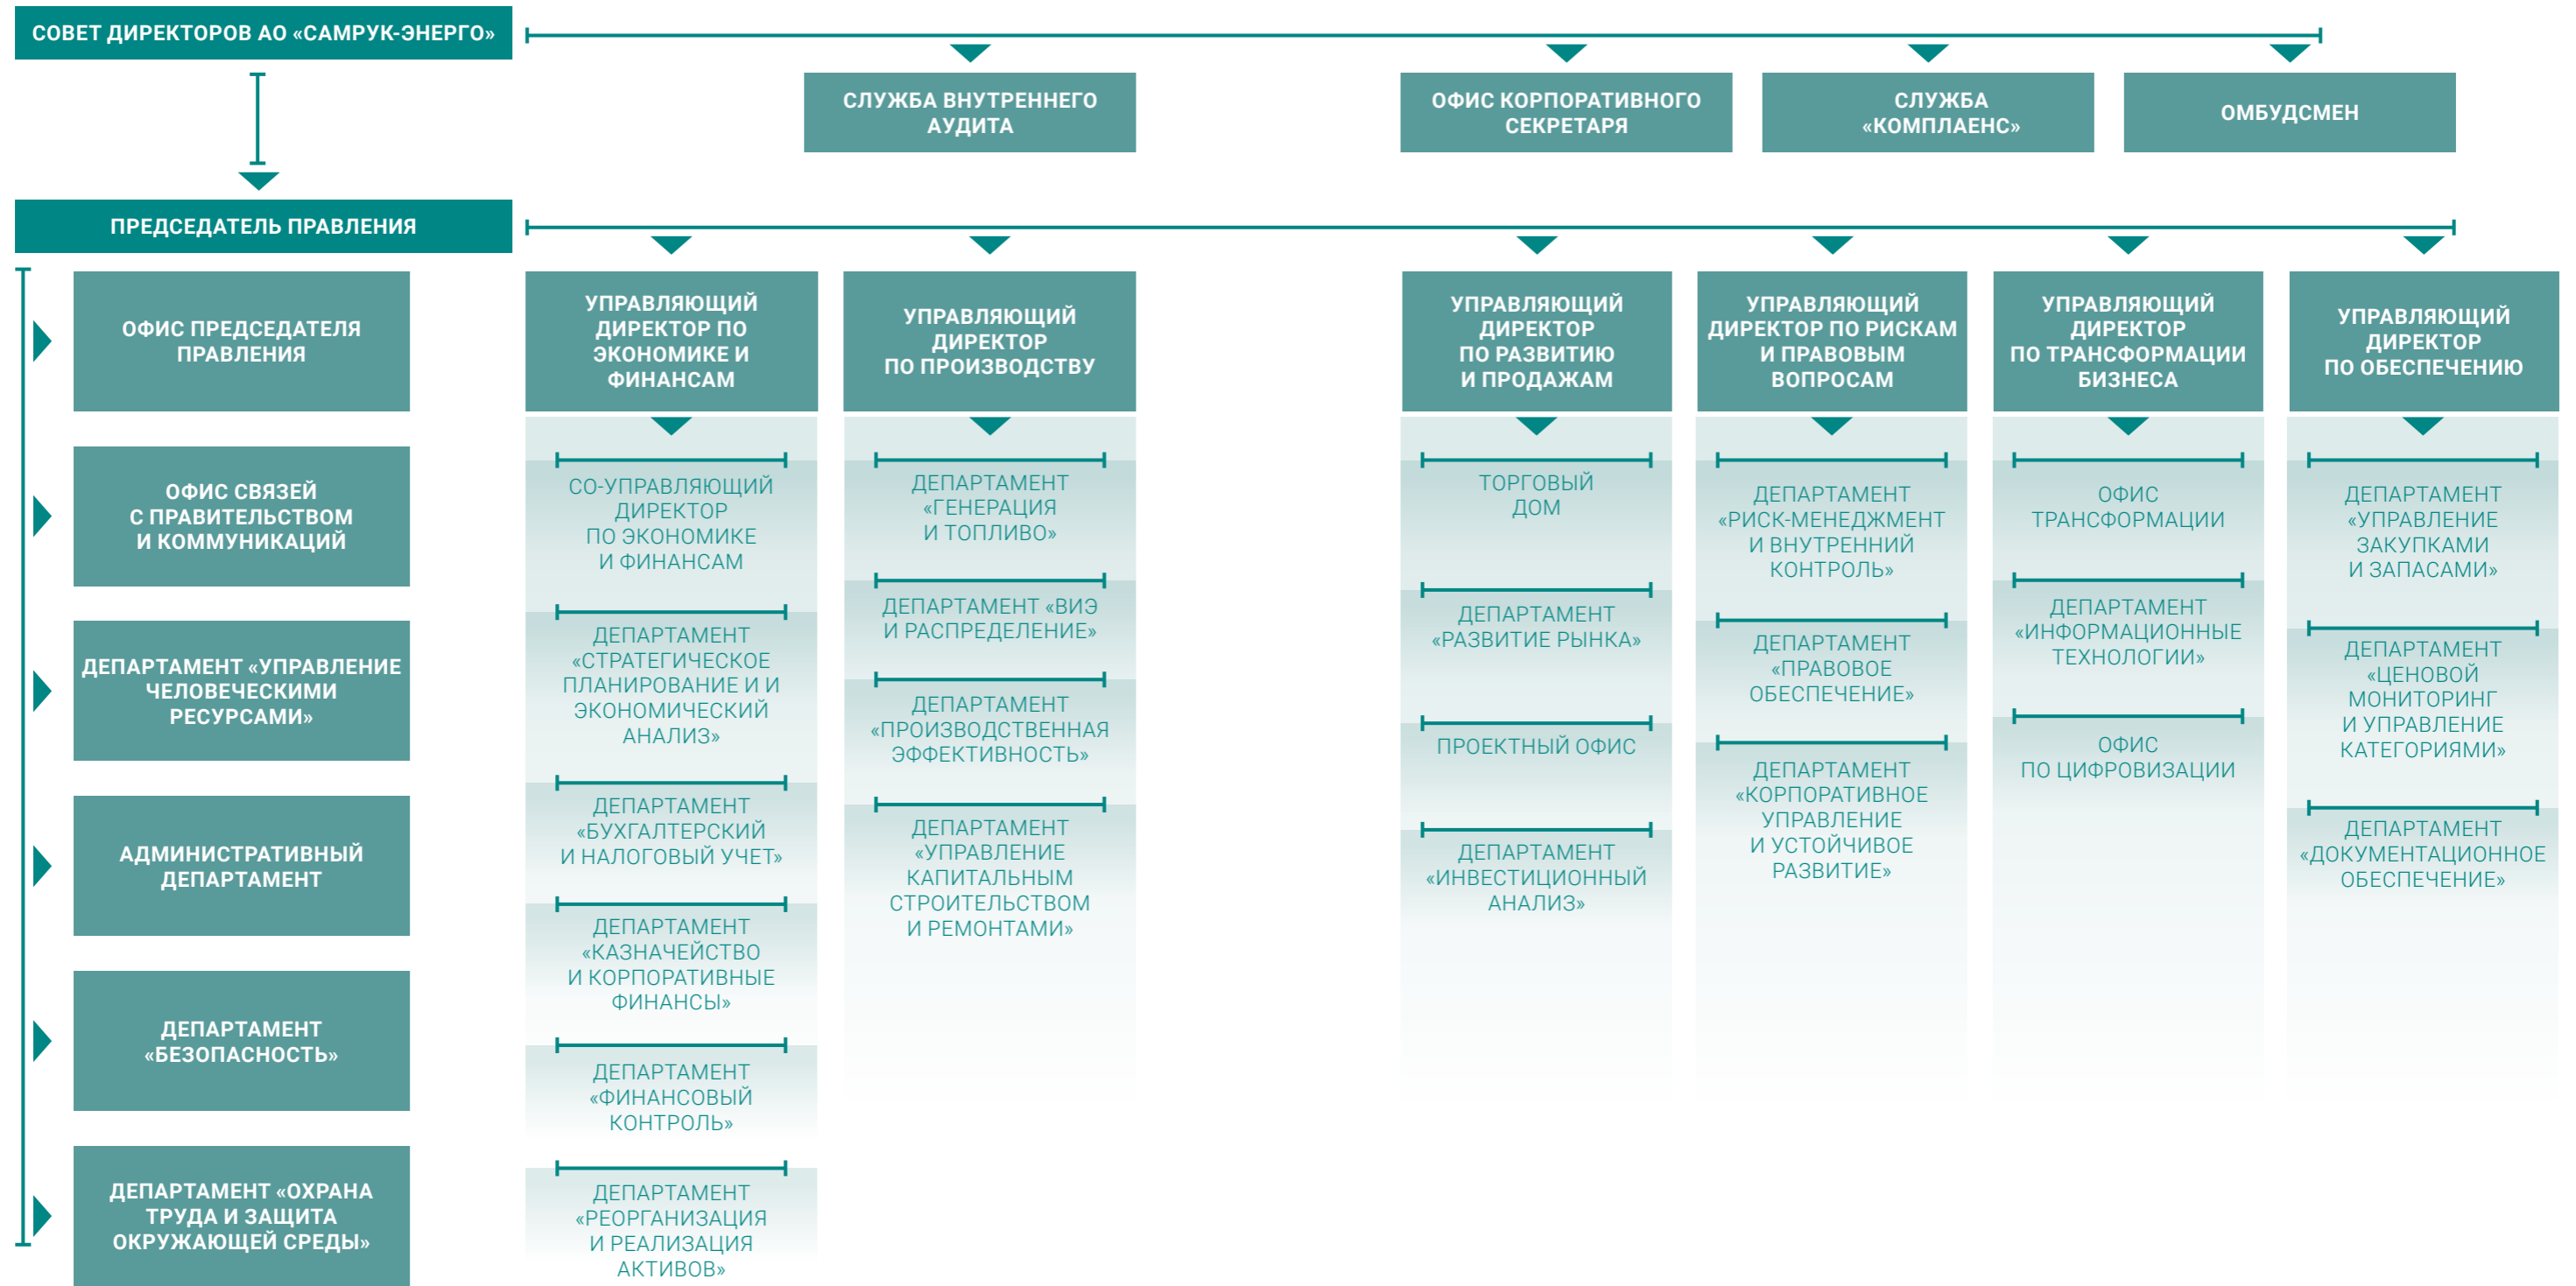 СОВЕТ ДИРЕКТОРОВ АО «САМРУК-ЭНЕРГО»
СЛУЖБА ВНУТРЕННЕГО
АУДИТА
ОФИС КОРПОРАТИВНОГО
СЕКРЕТАРЯ
СЛУЖБА
«КОМПЛАЕНС»
ОМБУДСМЕН
ПРЕДСЕДАТЕЛЬ ПРАВЛЕНИЯ
ОФИС ПРЕДСЕДАТЕЛЯ
ПРАВЛЕНИЯ
ОФИС СВЯЗЕЙ
С ПРАВИТЕЛЬСТВОМ
И КОММУНИКАЦИЙ
ДЕПАРТАМЕНТ «УПРАВЛЕНИЕ
ЧЕЛОВЕЧЕСКИМИ
РЕСУРСАМИ»
АДМИНИСТРАТИВНЫЙ
ДЕПАРТАМЕНТ
ДЕПАРТАМЕНТ
«БЕЗОПАСНОСТЬ»
ДЕПАРТАМЕНТ «ОХРАНА
ТРУДА И ЗАЩИТА
ОКРУЖАЮЩЕЙ СРЕДЫ»
УПРАВЛЯЮЩИЙ
ДИРЕКТОР ПО
ЭКОНОМИКЕ И
ФИНАНСАМ
СО-УПРАВЛЯЮЩИЙ
ДИРЕКТОР
ПО ЭКОНОМИКЕ
И ФИНАНСАМ
ДЕПАРТАМЕНТ
«СТРАТЕГИЧЕСКОЕ
ПЛАНИРОВАНИЕ И И
ЭКОНОМИЧЕСКИЙ
АНАЛИЗ»
ДЕПАРТАМЕНТ
«БУХГАЛТЕРСКИЙ
И НАЛОГОВЫЙ УЧЕТ»
ДЕПАРТАМЕНТ
«КАЗНАЧЕЙСТВО
И КОРПОРАТИВНЫЕ
ФИНАНСЫ»
ДЕПАРТАМЕНТ
«ФИНАНСОВЫЙ
КОНТРОЛЬ»
ДЕПАРТАМЕНТ
«РЕОРГАНИЗАЦИЯ
И РЕАЛИЗАЦИЯ
АКТИВОВ»
УПРАВЛЯЮЩИЙ
ДИРЕКТОР
ПО ПРОИЗВОДСТВУ
ДЕПАРТАМЕНТ
«ГЕНЕРАЦИЯ
И ТОПЛИВО»
ДЕПАРТАМЕНТ «ВИЭ
И РАСПРЕДЕЛЕНИЕ»
ДЕПАРТАМЕНТ
«ПРОИЗВОДСТВЕННАЯ
ЭФФЕКТИВНОСТЬ»
ДЕПАРТАМЕНТ
«УПРАВЛЕНИЕ
КАПИТАЛЬНЫМ
СТРОИТЕЛЬСТВОМ
И РЕМОНТАМИ»
УПРАВЛЯЮЩИЙ
ДИРЕКТОР
ПО РАЗВИТИЮ
И ПРОДАЖАМ
ТОРГОВЫЙ
ДОМ
ДЕПАРТАМЕНТ
«РАЗВИТИЕ РЫНКА»
ПРОЕКТНЫЙ ОФИС
ДЕПАРТАМЕНТ
«ИНВЕСТИЦИОННЫЙ
АНАЛИЗ»
УПРАВЛЯЮЩИЙ
ДИРЕКТОР ПО РИСКАМ
И ПРАВОВЫМ
ВОПРОСАМ
ДЕПАРТАМЕНТ
«РИСК-МЕНЕДЖМЕНТ
И ВНУТРЕННИЙ
КОНТРОЛЬ»
ДЕПАРТАМЕНТ
«ПРАВОВОЕ
ОБЕСПЕЧЕНИЕ»
ДЕПАРТАМЕНТ
«КОРПОРАТИВНОЕ
УПРАВЛЕНИЕ
И УСТОЙЧИВОЕ
РАЗВИТИЕ»
УПРАВЛЯЮЩИЙ
ДИРЕКТОР
ПО ТРАНСФОРМАЦИИ
БИЗНЕСА
ОФИС
ТРАНСФОРМАЦИИ
ДЕПАРТАМЕНТ
«ИНФОРМАЦИОННЫЕ
ТЕХНОЛОГИИ»
ОФИС
ПО ЦИФРОВИЗАЦИИ
УПРАВЛЯЮЩИЙ
ДИРЕКТОР
ПО ОБЕСПЕЧЕНИЮ
ДЕПАРТАМЕНТ
«УПРАВЛЕНИЕ
ЗАКУПКАМИ
И ЗАПАСАМИ»
ДЕПАРТАМЕНТ
«ЦЕНОВОЙ
МОНИТОРИНГ
И УПРАВЛЕНИЕ
КАТЕГОРИЯМИ»
ДЕПАРТАМЕНТ
«ДОКУМЕНТАЦИОННОЕ
ОБЕСПЕЧЕНИЕ»